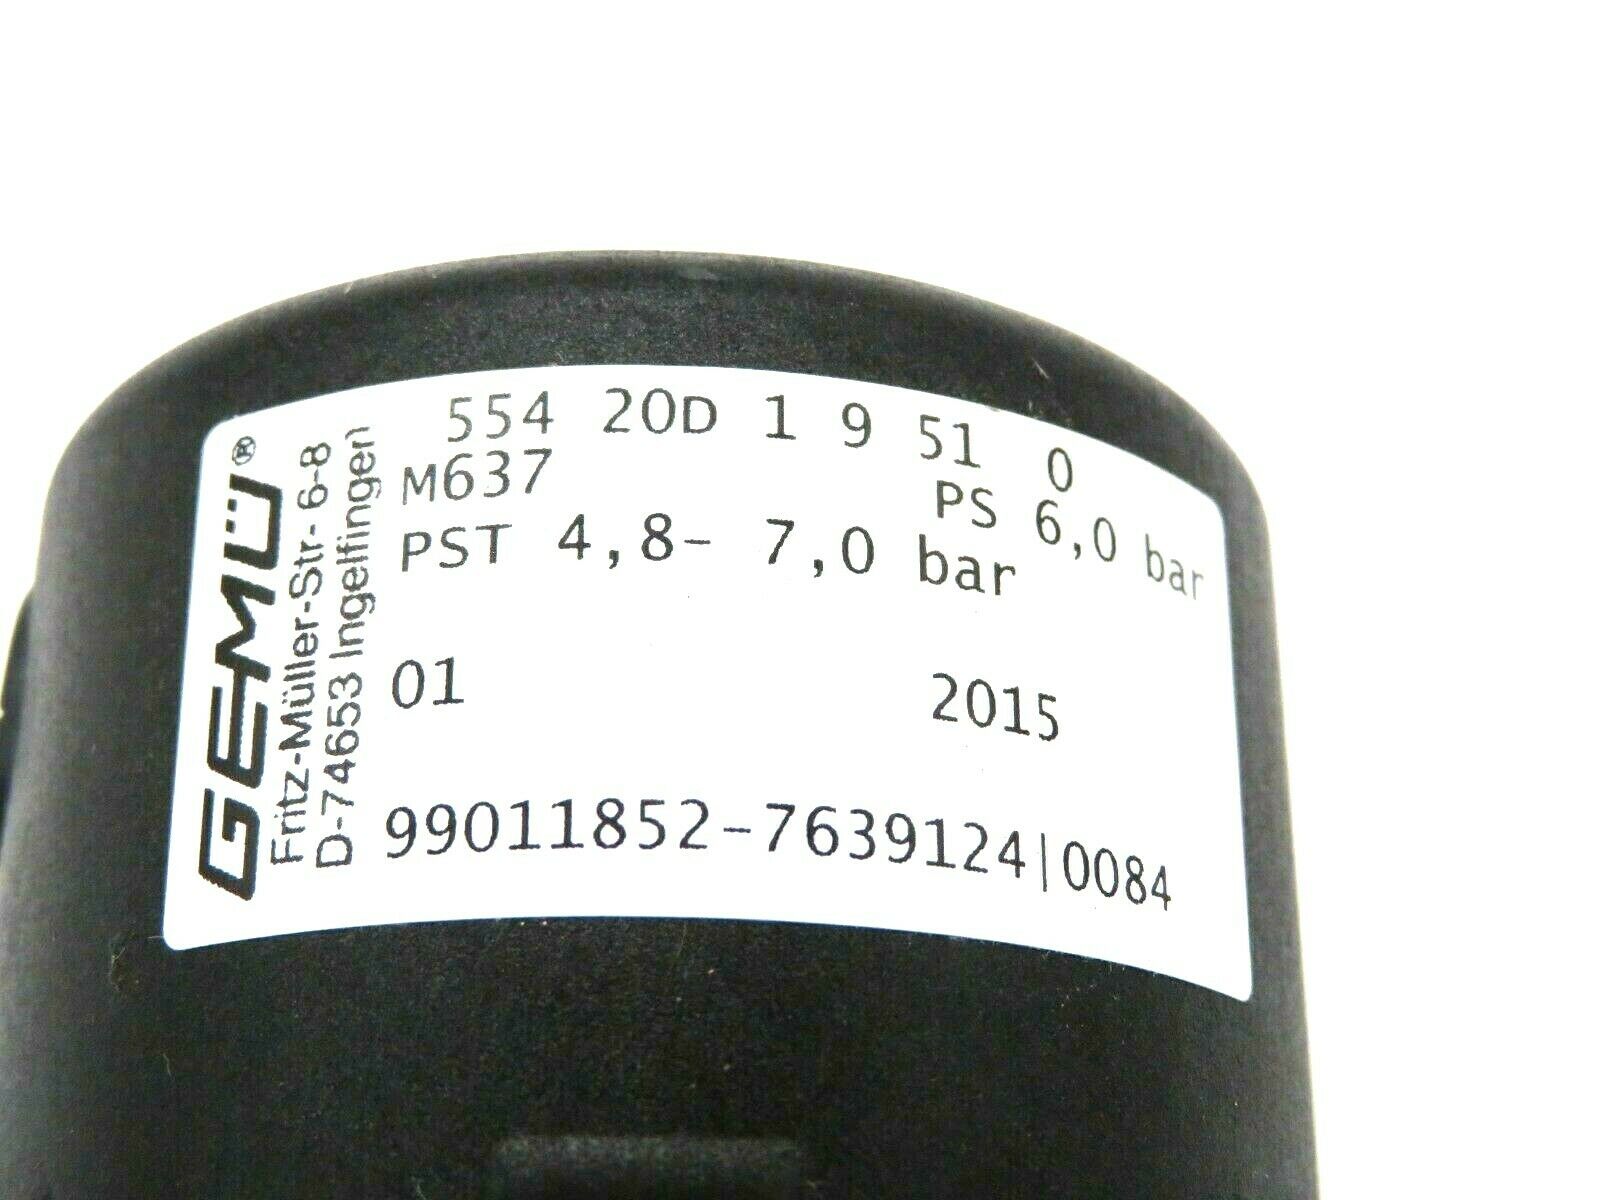 GEMÜ®
Fritz-Müller-Str- 6-8
D-74653 Ingelfingen
554 20D 1 9 51 0
M637 PS 6,0 bar
PST 4,8- 7,0 bar
01 2015
99011852-7639124|0084